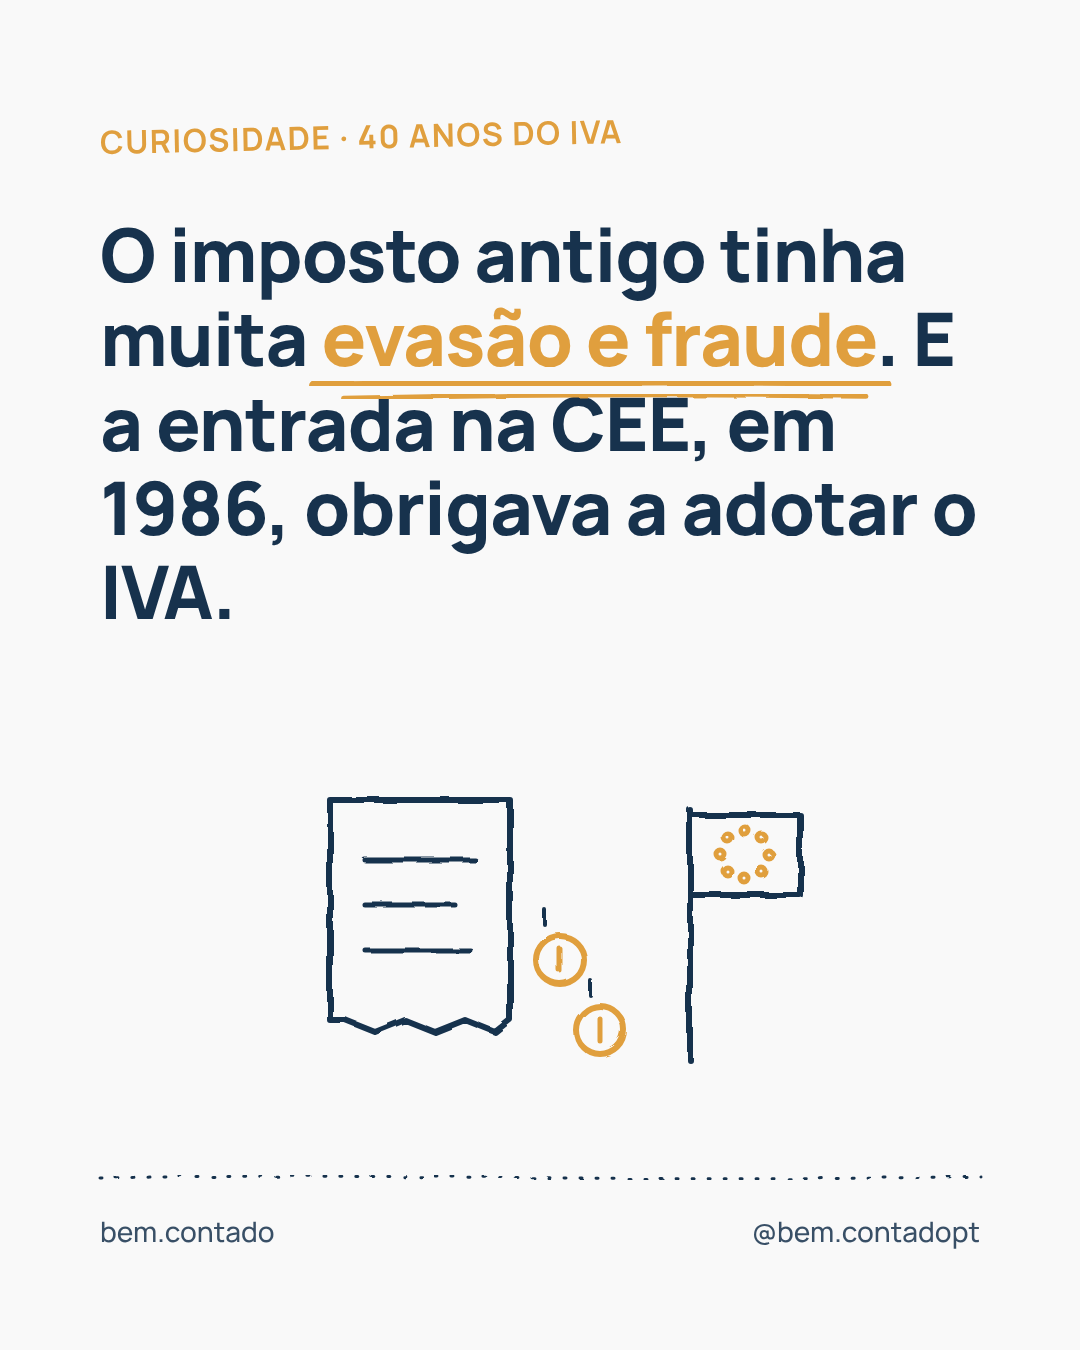 CURIOSIDADE · 40 ANOS DO IVA
O imposto antigo tinha
muita evasão e fraude. E
a entrada na CEE, em
1986, obrigava a adotar o
IVA.
bem.contado
@bem.contadopt